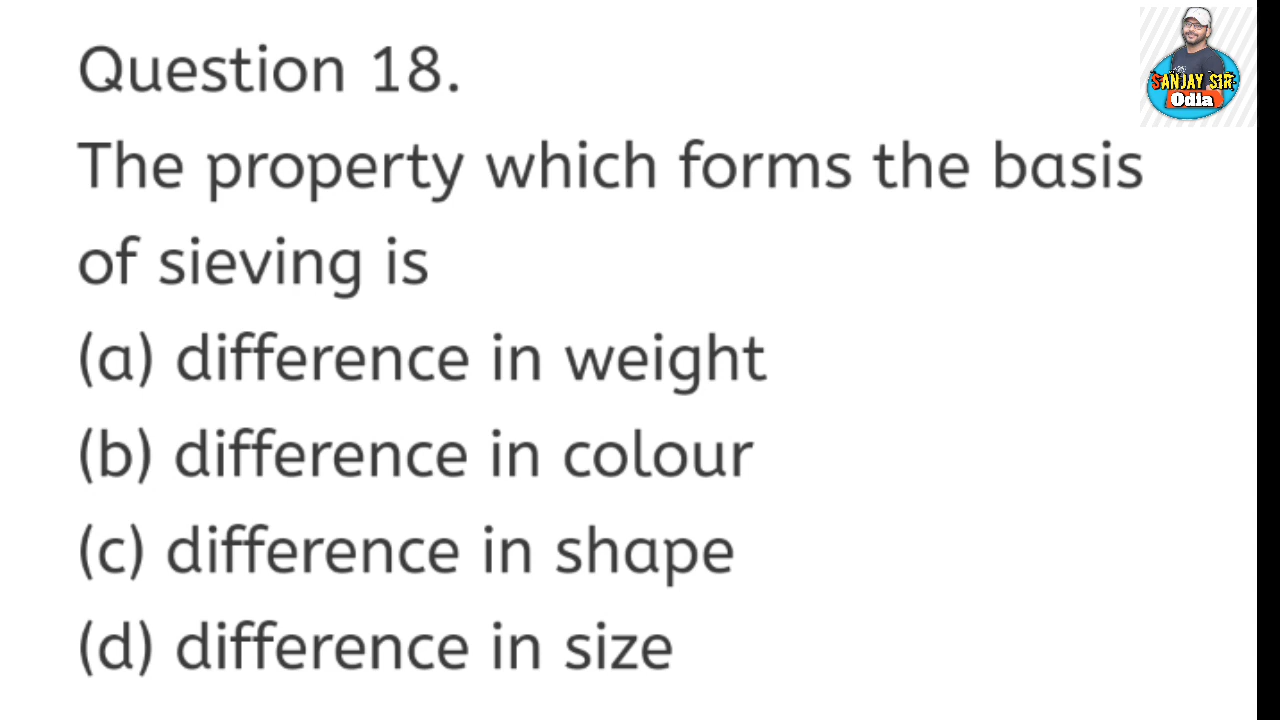 Question 18.
The property which forms the basis
of sieving is
(a) difference in weight
(b) difference in colour
(c) difference in shape
(d) difference in size
SANJAY SIR
Odia